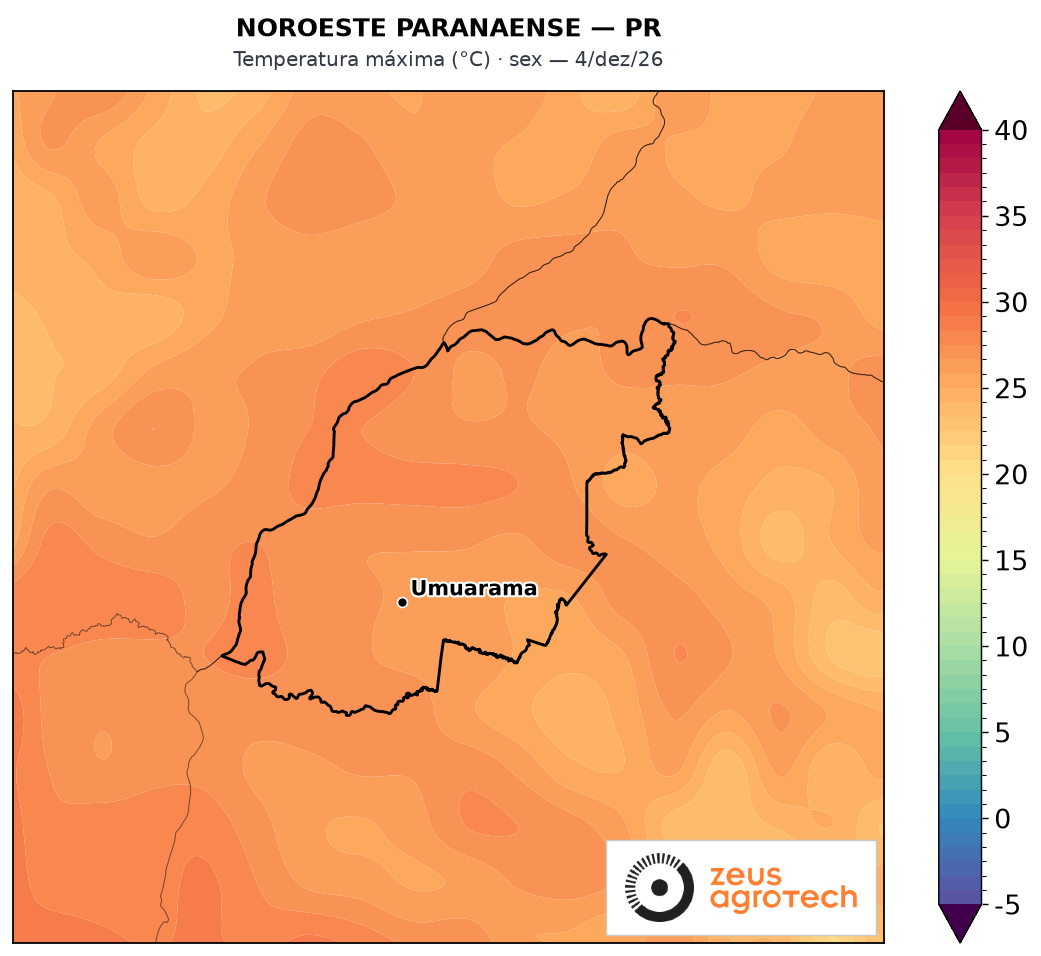 NOROESTE PARANAENSE — PR
Temperatura máxima (°C) · sex — 4/dez/26
40
35
30
25
20
15
10
5
0
-5
Umuarama
zeus
agrotech